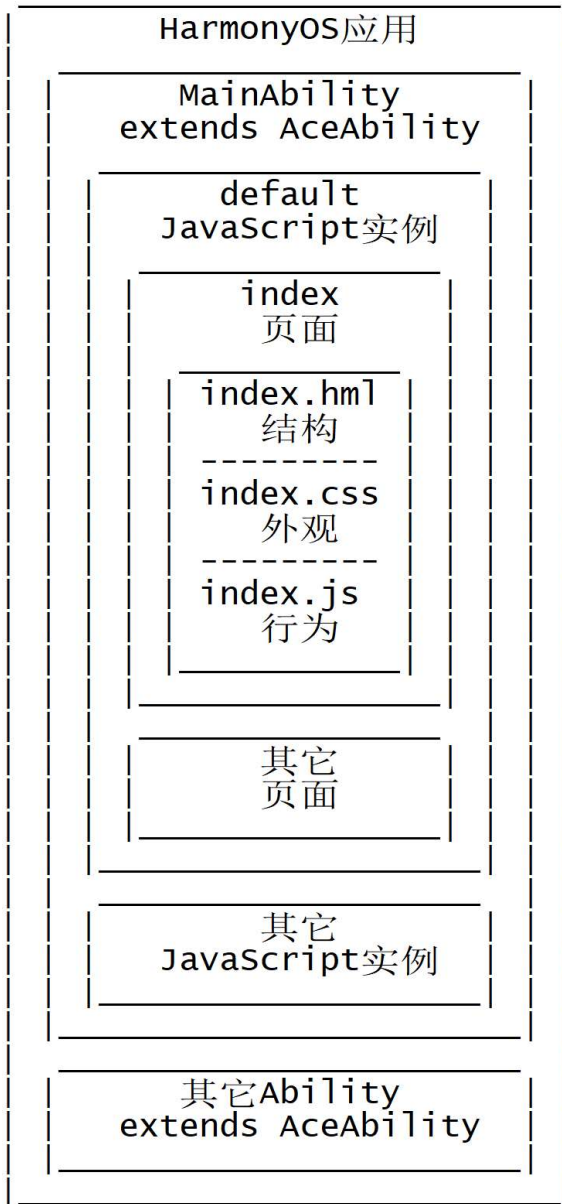 HarmonyOS应用
MainAbility
extends AceAbility
default
JavaScript实例
index
页面
index.hml
结构
index.css
外观
index.js
行为
其它
页面
其它
JavaScript实例
其它Ability
extends AceAbility